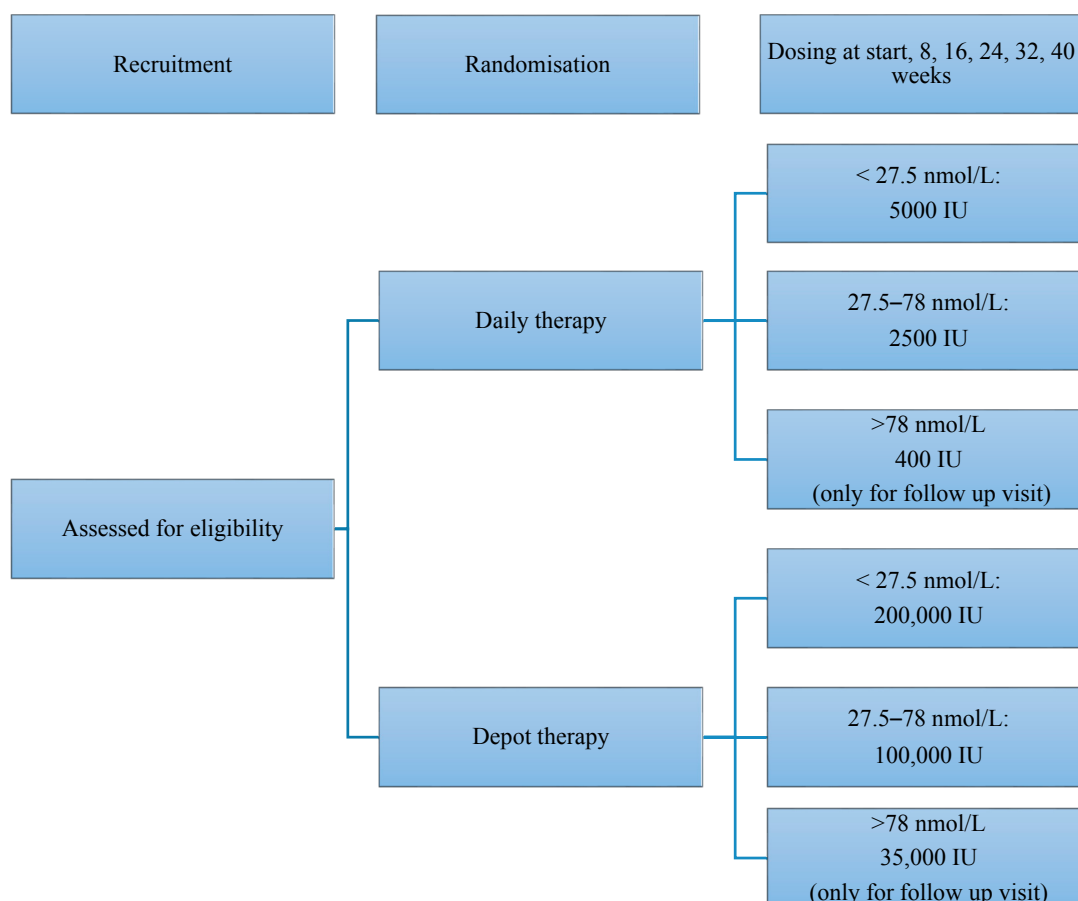 Recruitment
Randomisation
Dosing at start, 8, 16, 24, 32, 40
weeks
< 27.5 nmol/L:
5000 IU
Daily therapy
27.5–78 nmol/L:
2500 IU
>78 nmol/L
400 IU
(only for follow up visit)
Assessed for eligibility
< 27.5 nmol/L:
200,000 IU
Depot therapy
27.5–78 nmol/L:
100,000 IU
>78 nmol/L
35,000 IU
(only for follow up visit)